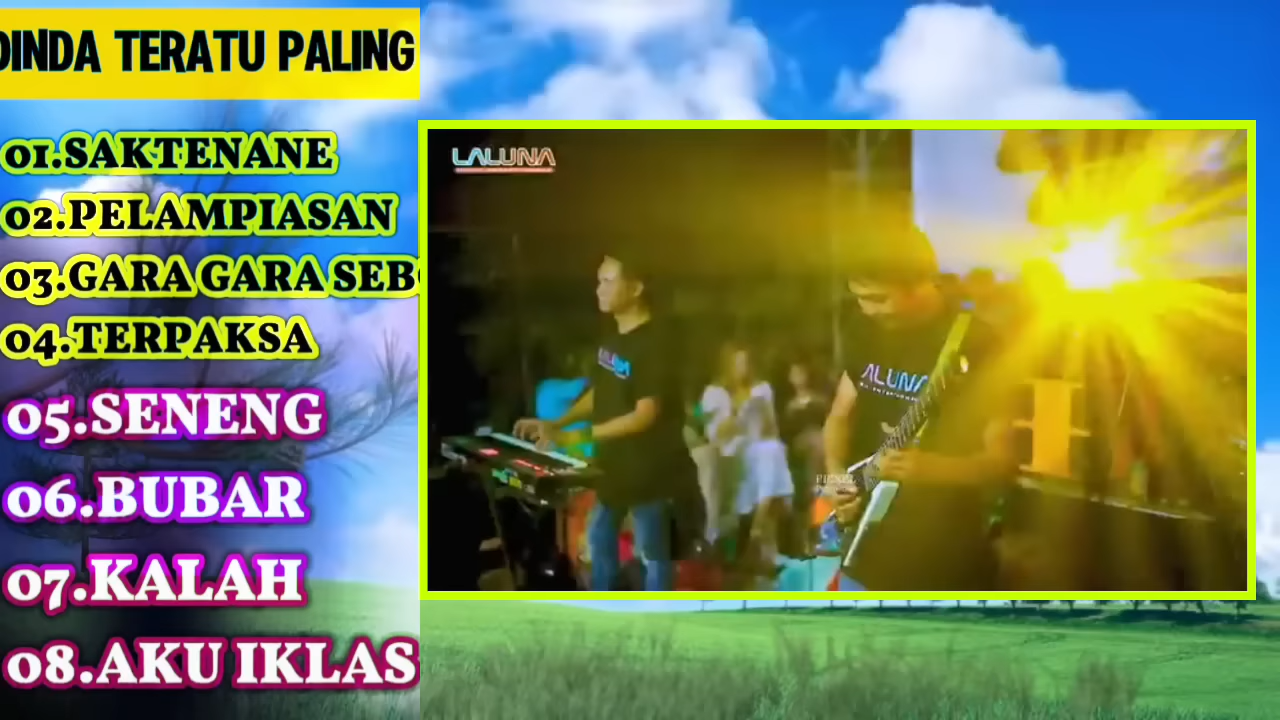 DINDA TERATU PALING
01.SAKTENANE
02.PELAMPIASAN
03.GARA GARA SEB
04.TERPAKSA
05.SENENG
06.BUBAR
07.KALAH
08.AKU IKLAS
LALUNA
ALUNA